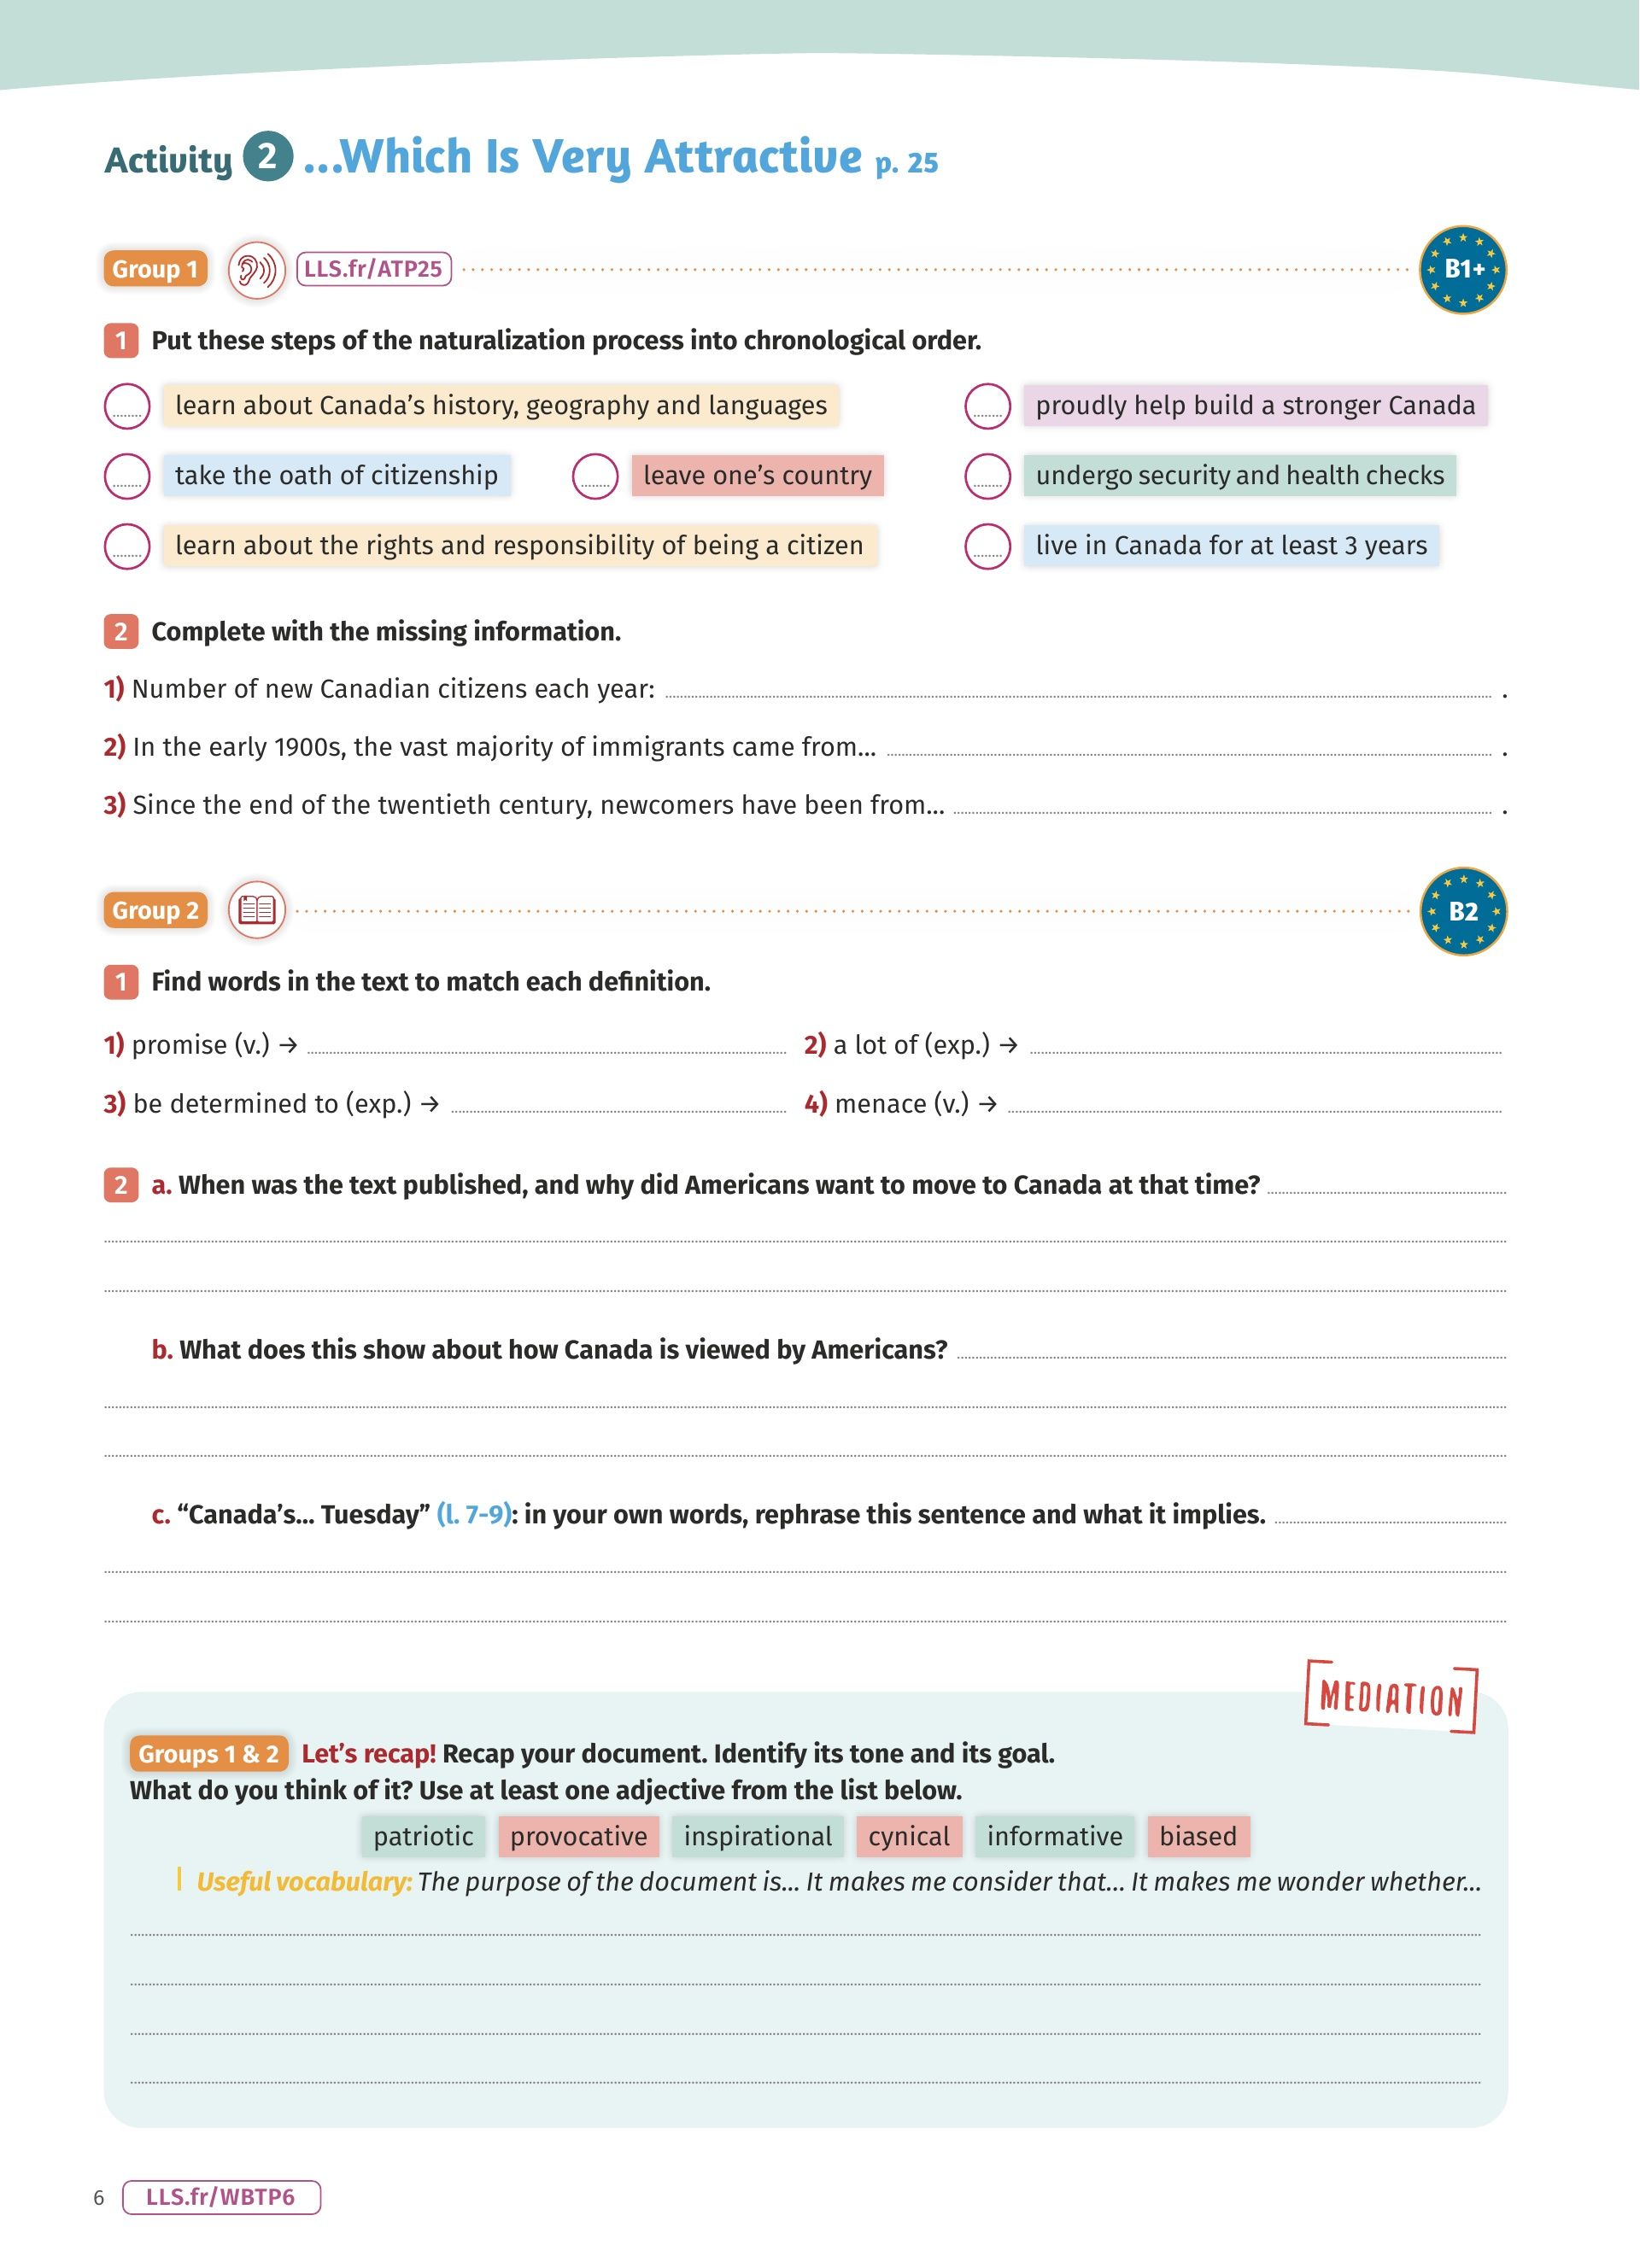 Activity 2 ...Which Is Very Attractive p. 25
Group 1 LLS.fr/ATP25 B1+
1 Put these steps of the naturalization process into chronological order.
learn about Canada's history, geography and languages
proudly help build a stronger Canada
take the oath of citizenship
leave one's country
undergo security and health checks
learn about the rights and responsibility of being a citizen
live in Canada for at least 3 years
2 Complete with the missing information.
1) Number of new Canadian citizens each year: .
2) In the early 1900s, the vast majority of immigrants came from... .
3) Since the end of the twentieth century, newcomers have been from... .
Group 2 B2
1 Find words in the text to match each definition.
1) promise (v.) →
2) a lot of (exp.) →
3) be determined to (exp.) →
4) menace (v.) →
2 a. When was the text published, and why did Americans want to move to Canada at that time?
b. What does this show about how Canada is viewed by Americans?
c. “Canada's... Tuesday” (l. 7-9): in your own words, rephrase this sentence and what it implies.
MEDIATION
Groups 1 & 2 Let's recap! Recap your document. Identify its tone and its goal.
What do you think of it? Use at least one adjective from the list below.
patriotic provocative inspirational cynical informative biased
Useful vocabulary: The purpose of the document is... It makes me consider that... It makes me wonder whether...
6 LLS.fr/WBTP6